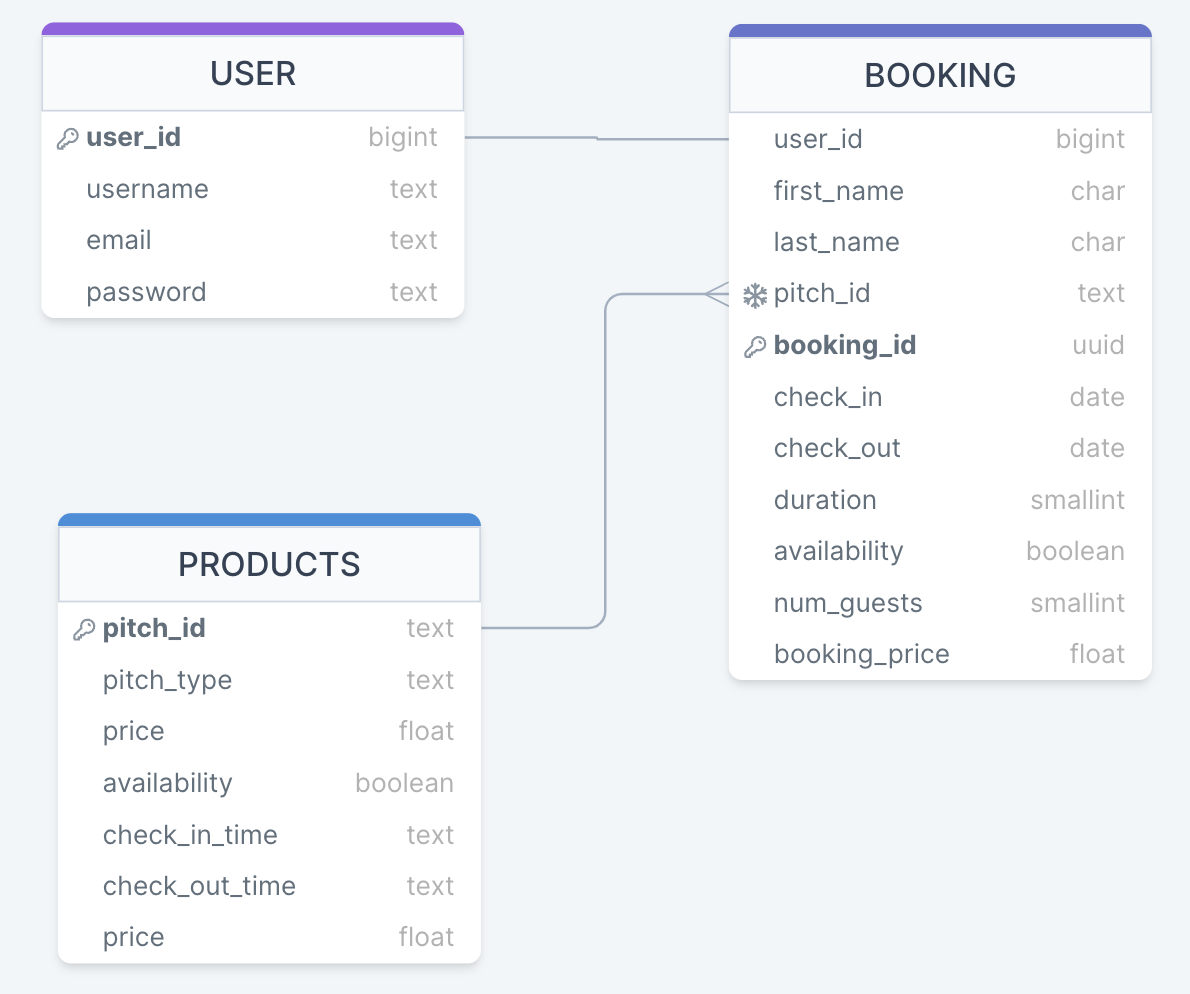 USER
user_id bigint
username text
email text
password text
BOOKING
user_id bigint
first_name char
last_name char
pitch_id text
booking_id uuid
check_in date
check_out date
duration smallint
availability boolean
num_guests smallint
booking_price float
PRODUCTS
pitch_id text
pitch_type text
price float
availability boolean
check_in_time text
check_out_time text
price float